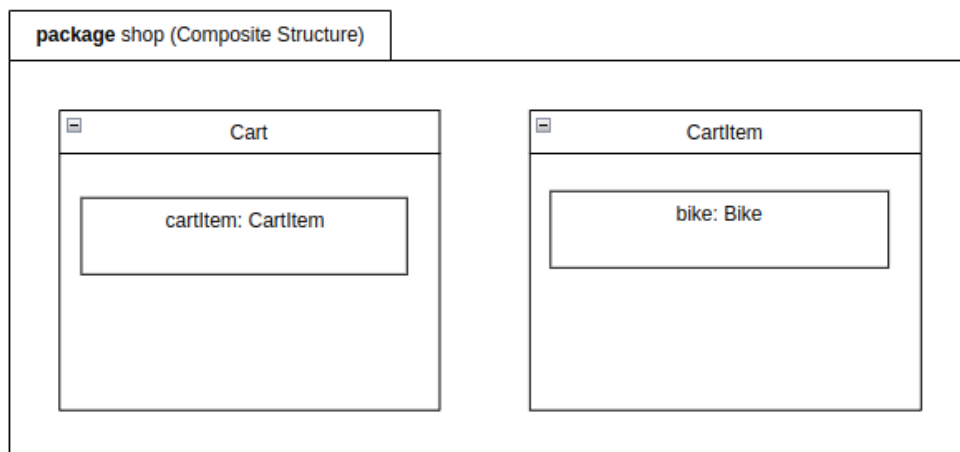 package shop (Composite Structure)
Cart
CartItem
cartItem: CartItem
bike: Bike